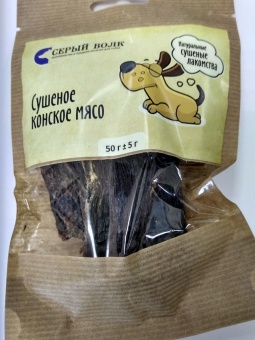 СЕРЫЙ ВОЛК
Натуральные
сушеные
лакомства
Сушеное
конское мясо
50 г ± 5 г